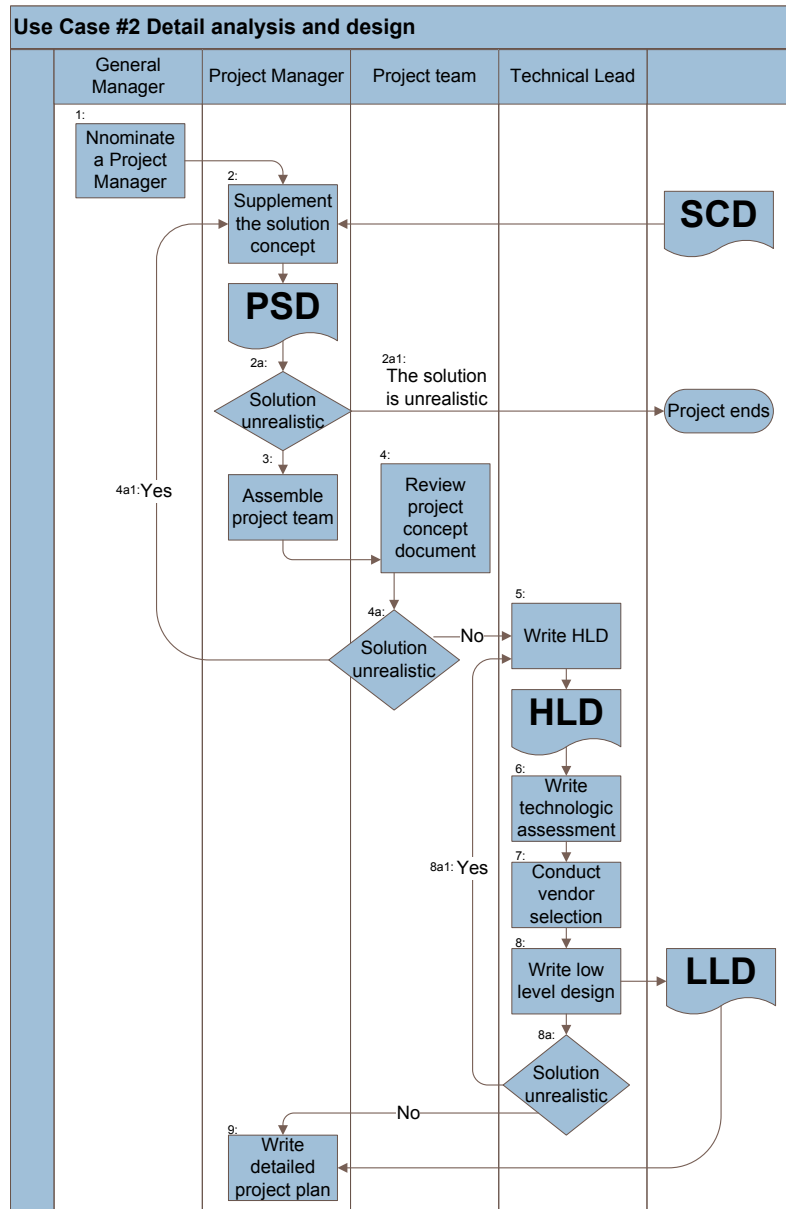 Use Case #2 Detail analysis and design
General
Manager
Project Manager
Project team
Technical Lead
1:
Nnominate
a Project
Manager
2:
Supplement
the solution
concept
SCD
PSD
2a:
Solution
unrealistic
2a1:
The solution
is unrealistic
Project ends
3:
Assemble
project team
4:
Review
project
concept
document
4a1: Yes
4a:
Solution
unrealistic
No
5:
Write HLD
HLD
6:
Write
technologic
assessment
8a1: Yes
7:
Conduct
vendor
selection
8:
Write low
level design
LLD
8a:
Solution
unrealistic
No
9:
Write
detailed
project plan